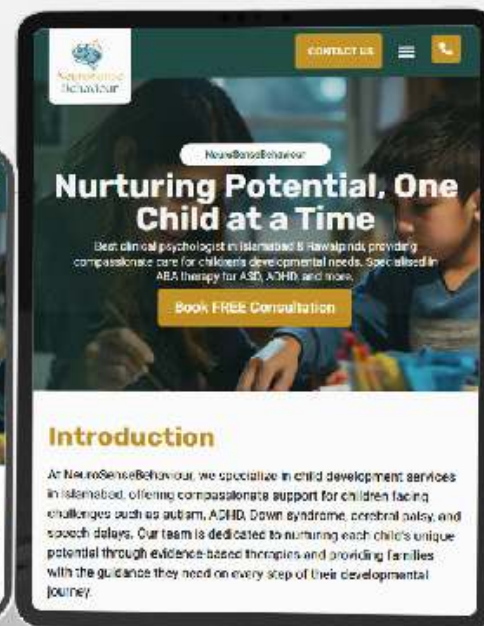 NeuroSense
Behaviour
CONTACT US
NeuroSenseBehaviour
Nurturing Potential, One
Child at a Time
Best clinical psychologist in Islamabad & Rawalpindi, providing
compassionate care for children's developmental needs. Specialised in
ABA therapy for ASD, ADHD, and more.
Book FREE Consultation
Introduction
At NeuroSenseBehaviour, we specialize in child development services
in Islamabad, offering compassionate support for children facing
challenges such as autism, ADHD, Down syndrome, cerebral palsy, and
speech delays. Our team is dedicated to nurturing each child's unique
potential through evidence-based therapies and providing families
with the guidance they need on every step of their developmental
journey.